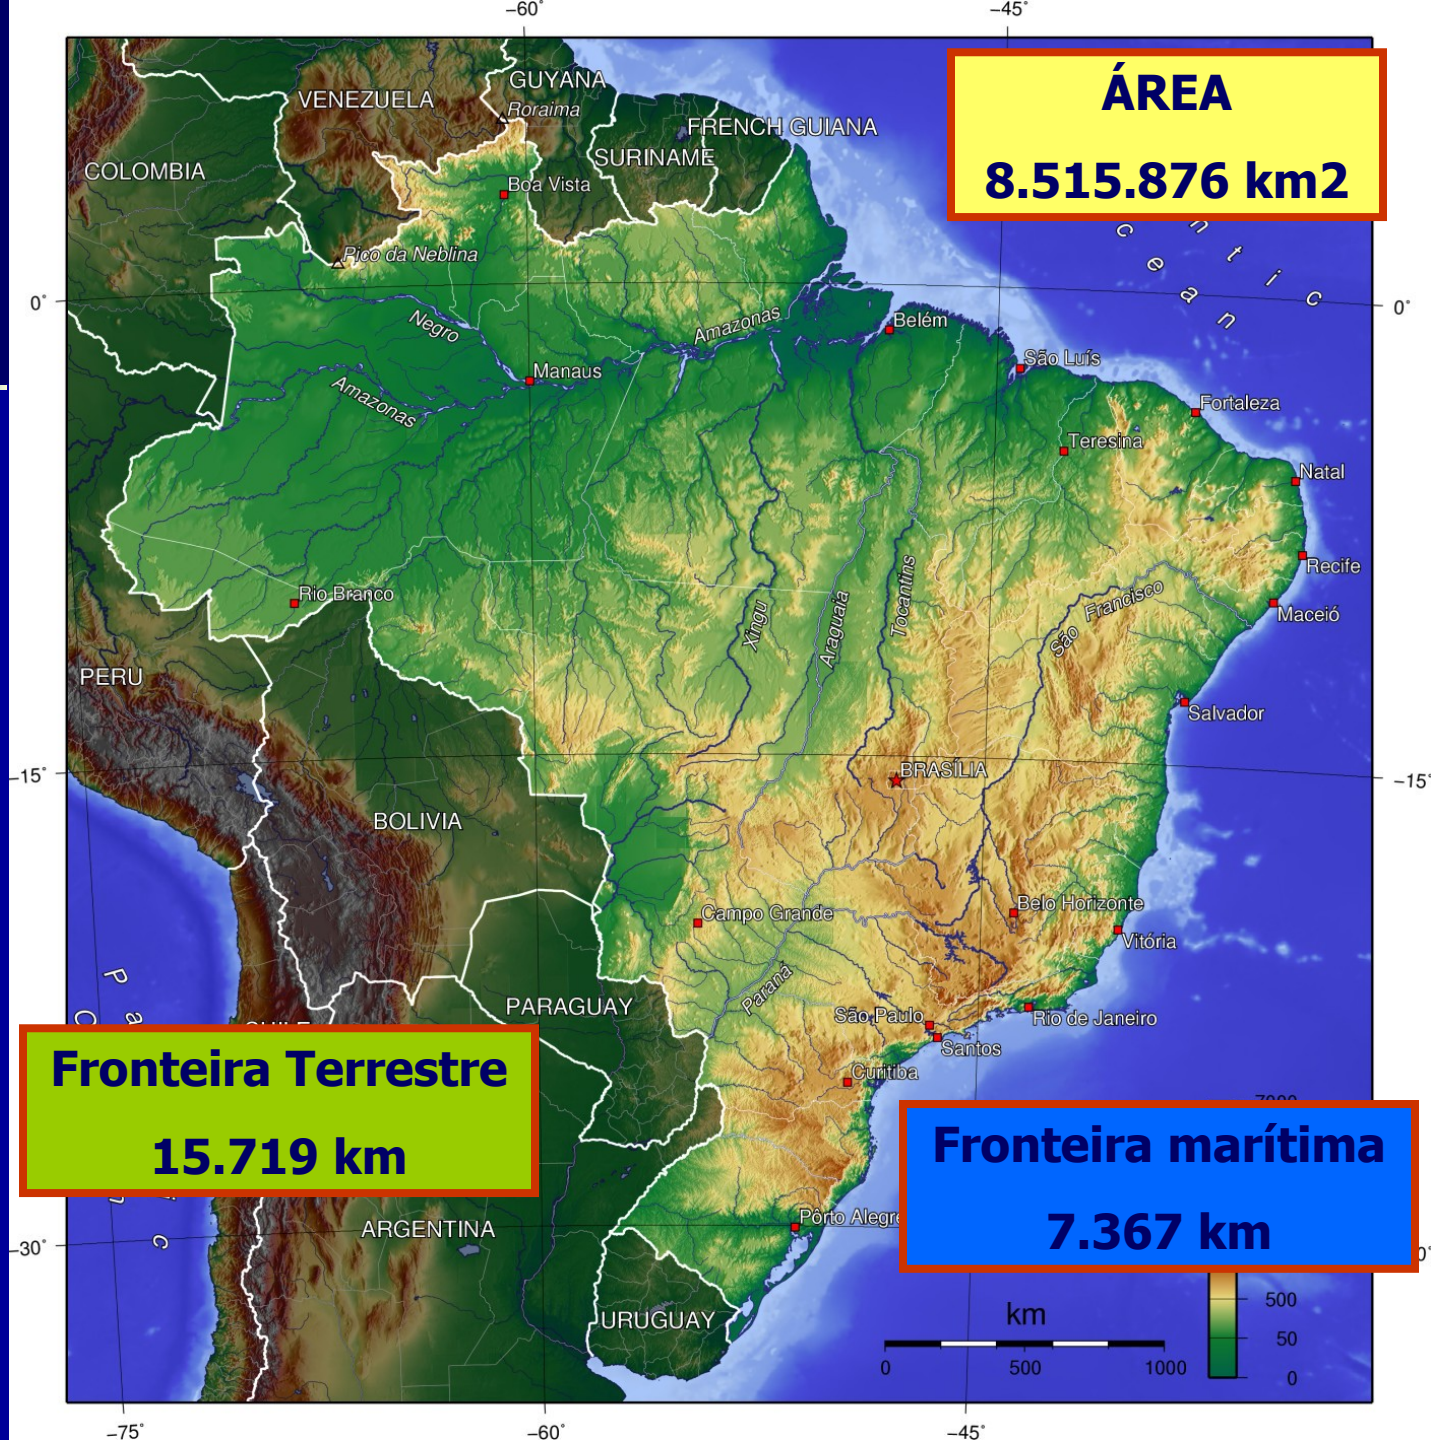 −60°
−45°
ÁREA
8.515.876 km2
GUYANA
VENEZUELA
Roraima
FRENCH GUIANA
SURINAME
COLOMBIA
Boa Vista
Pico da Neblina
n t i c
c e a n
0°
0°
Negro
Amazonas
Belém
São Luís
Manaus
Amazonas
Fortaleza
Teresina
Natal
Recife
Rio Branco
Xingu
Araguaia
Tocantins
São Francisco
Maceió
PERU
Salvador
−15°
BRASÍLIA
−15°
BOLIVIA
Campo Grande
Belo Horizonte
Vitória
Paraná
PARAGUAY
São Paulo
Rio de Janeiro
Santos
P a
Fronteira Terrestre
15.719 km
Curitiba
Fronteira marítima
7.367 km
c
ARGENTINA
Pôrto Alegre
−30°
URUGUAY
km
0 500 1000
500
50
0
−75°
−60°
−45°